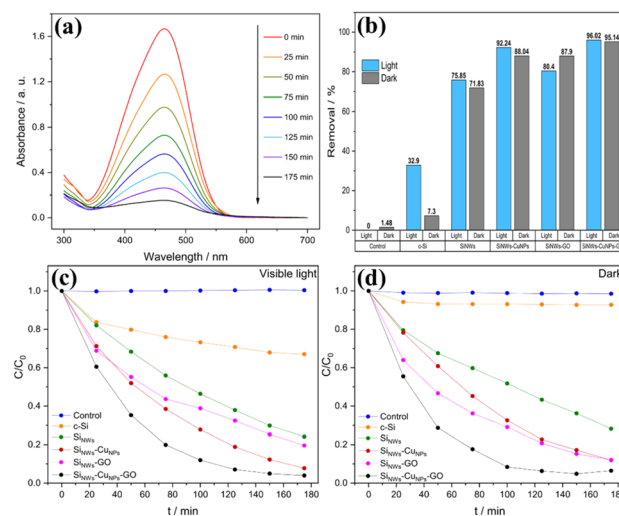 (a)
Absorbance / a. u.
1.6
1.2
0.8
0.4
0.0
300
400
500
600
700
Wavelength / nm
0 min
25 min
50 min
75 min
100 min
125 min
150 min
175 min
(b)
Removal / %
100
80
60
40
20
0
Light
Dark
0
1.48
32.9
7.3
75.85
71.83
92.24
88.04
80.4
87.9
96.02
95.14
Light Dark Light Dark Light Dark Light Dark Light Dark Light Dark
Control c-Si SiNWs SiNWs-CuNPs SiNWs-GO SiNWs-CuNPs-G
(c)
Visible light
C/C0
1.0
0.8
0.6
0.4
0.2
0.0
Control
c-Si
SiNWs
SiNWs-CuNPs
SiNWs-GO
SiNWs-CuNPs-GO
0 25 50 75 100 125 150 175 180
t / min
(d)
Dark
C/C0
1.0
0.8
0.6
0.4
0.2
0.0
Control
c-Si
SiNWs
SiNWs-CuNPs
SiNWs-GO
SiNWs-CuNPs-GO
0 25 50 75 100 125 150 175 180
t / min